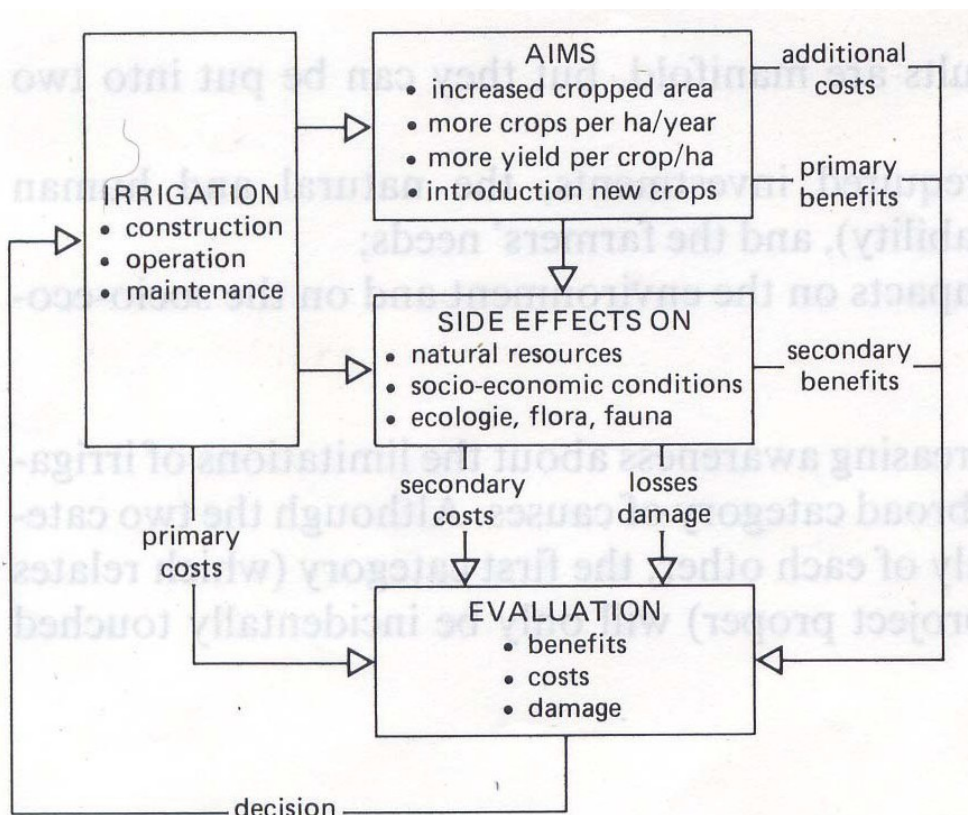 AIMS
• increased cropped area
• more crops per ha/year
• more yield per crop/ha
• introduction new crops
additional
costs
primary
benefits
IRRIGATION
• construction
• operation
• maintenance
SIDE EFFECTS ON
• natural resources
• socio-economic conditions
• ecologie, flora, fauna
secondary
benefits
secondary
costs
losses
damage
primary
costs
EVALUATION
• benefits
• costs
• damage
decision